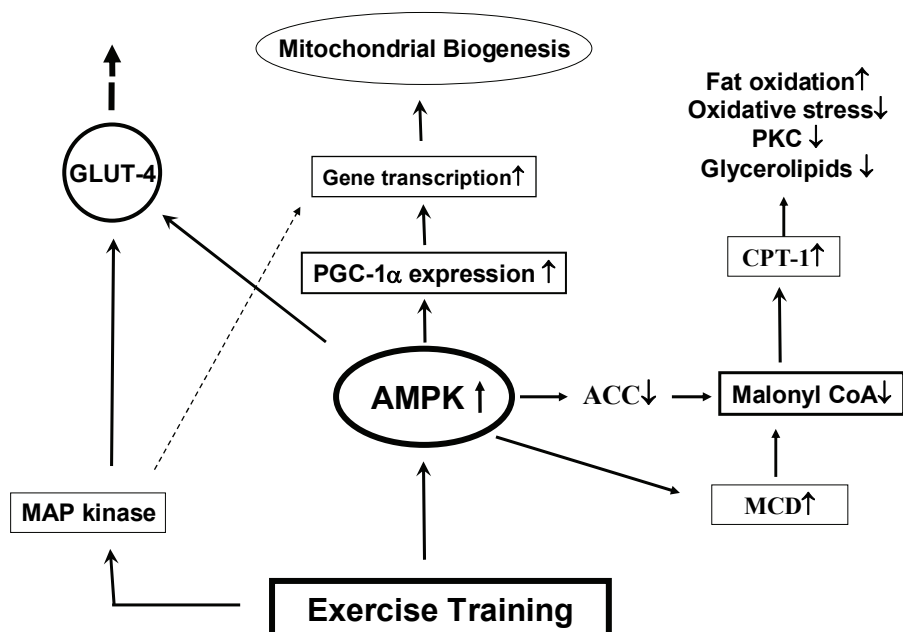 Mitochondrial Biogenesis
Fat oxidation↑
Oxidative stress↓
PKC ↓
Glycerolipids ↓
GLUT-4
Gene transcription↑
CPT-1↑
PGC-1α expression ↑
AMPK ↑
ACC↓
Malonyl CoA↓
MAP kinase
MCD↑
Exercise Training